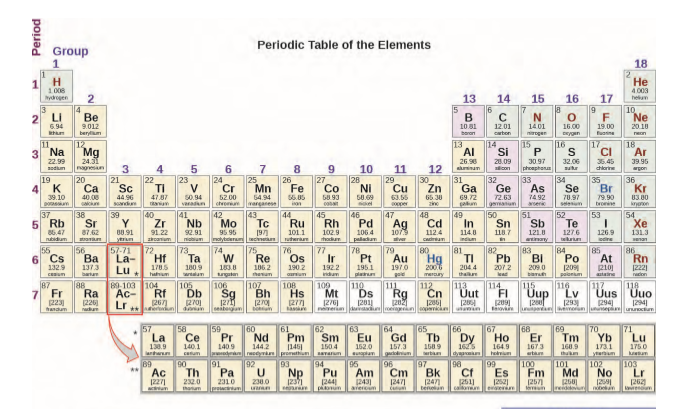 Periodic Table of the Elements
Period
Group
1 18
1 H 1.008 hydrogen 2 He 4.003 helium
2 13 14 15 16 17
2 3 Li 6.94 lithium 4 Be 9.012 beryllium 5 B 10.81 boron 6 C 12.01 carbon 7 N 14.01 nitrogen 8 O 16.00 oxygen 9 F 19.00 fluorine 10 Ne 20.18 neon
3 11 Na 22.99 sodium 12 Mg 24.31 magnesium 13 Al 26.98 aluminum 14 Si 28.09 silicon 15 P 30.97 phosphorus 16 S 32.06 sulfur 17 Cl 35.45 chlorine 18 Ar 39.95 argon
3 4 5 6 7 8 9 10 11 12
4 19 K 39.10 potassium 20 Ca 40.08 calcium 21 Sc 44.96 scandium 22 Ti 47.87 titanium 23 V 50.94 vanadium 24 Cr 52.00 chromium 25 Mn 54.94 manganese 26 Fe 55.85 iron 27 Co 58.93 cobalt 28 Ni 58.69 nickel 29 Cu 63.55 copper 30 Zn 65.38 zinc 31 Ga 69.72 gallium 32 Ge 72.63 germanium 33 As 74.92 arsenic 34 Se 78.97 selenium 35 Br 79.90 bromine 36 Kr 83.80 krypton
5 37 Rb 85.47 rubidium 38 Sr 87.62 strontium 39 Y 88.91 yttrium 40 Zr 91.22 zirconium 41 Nb 92.91 niobium 42 Mo 95.95 molybdenum 43 Tc [97] technetium 44 Ru 101.1 ruthenium 45 Rh 102.9 rhodium 46 Pd 106.4 palladium 47 Ag 107.9 silver 48 Cd 112.4 cadmium 49 In 114.8 indium 50 Sn 118.7 tin 51 Sb 121.8 antimony 52 Te 127.6 tellurium 53 I 126.9 iodine 54 Xe 131.3 xenon
6 55 Cs 132.9 cesium 56 Ba 137.3 barium 57-71 La– Lu * 72 Hf 178.5 hafnium 73 Ta 180.9 tantalum 74 W 183.8 tungsten 75 Re 186.2 rhenium 76 Os 190.2 osmium 77 Ir 192.2 iridium 78 Pt 195.1 platinum 79 Au 197.0 gold 80 Hg 200.6 mercury 81 Tl 204.4 thallium 82 Pb 207.2 lead 83 Bi 209.0 bismuth 84 Po [209] polonium 85 At [210] astatine 86 Rn [222] radon
7 87 Fr [223] francium 88 Ra [226] radium 89-103 Ac– Lr ** 104 Rf [267] rutherfordium 105 Db [270] dubnium 106 Sg [271] seaborgium 107 Bh [270] bohrium 108 Hs [277] hassium 109 Mt [276] meitnerium 110 Ds [281] darmstadtium 111 Rg [282] roentgenium 112 Cn [285] copernicium 113 Uut [285] ununtrium 114 Fl [289] flerovium 115 Uup [288] ununpentium 116 Lv [293] livermorium 117 Uus [294] ununseptium 118 Uuo [294] ununoctium
* 57 La 138.9 lanthanum 58 Ce 140.1 cerium 59 Pr 140.9 praseodymium 60 Nd 144.2 neodymium 61 Pm [145] promethium 62 Sm 150.4 samarium 63 Eu 152.0 europium 64 Gd 157.3 gadolinium 65 Tb 158.9 terbium 66 Dy 162.5 dysprosium 67 Ho 164.9 holmium 68 Er 167.3 erbium 69 Tm 168.9 thulium 70 Yb 173.1 ytterbium 71 Lu 175.0 lutetium
** 89 Ac [227] actinium 90 Th 232.0 thorium 91 Pa 231.0 protactinium 92 U 238.0 uranium 93 Np [237] neptunium 94 Pu [244] plutonium 95 Am [243] americium 96 Cm [247] curium 97 Bk [247] berkelium 98 Cf [251] californium 99 Es [252] einsteinium 100 Fm [257] fermium 101 Md [258] mendelevium 102 No [259] nobelium 103 Lr [262] lawrencium